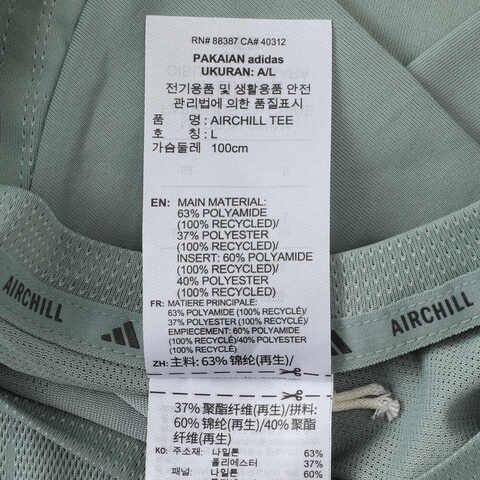 RN# 88387 CA# 40312
PAKAIAN adidas
UKURAN: A/L
전기용품 및 생활용품 안전
관리법에 의한 품질표시
품 명 : AIRCHILL TEE
호 칭 : L
가슴둘레 100cm
EN: MAIN MATERIAL:
63% POLYAMIDE
(100% RECYCLED)/
37% POLYESTER
(100% RECYCLED)/
INSERT: 60% POLYAMIDE
(100% RECYCLED)/
40% POLYESTER
(100% RECYCLED)
FR: MATIERE PRINCIPALE:
63% POLYAMIDE (100% RECYCLÉ)/
37% POLYESTER (100% RECYCLÉ)/
EMPIECEMENT: 60% POLYAMIDE
(100% RECYCLÉ)/40% POLYESTER
(100% RECYCLÉ)
ZH: 主料: 63% 锦纶(再生)/
37% 聚酯纤维(再生)/拼料:
60% 锦纶(再生)/40% 聚酯
纤维(再生)
KO: 주소재: 나일론 63%
폴리에스터 37%
패널: 나일론 60%
AIRCHILL
AIRCHILL